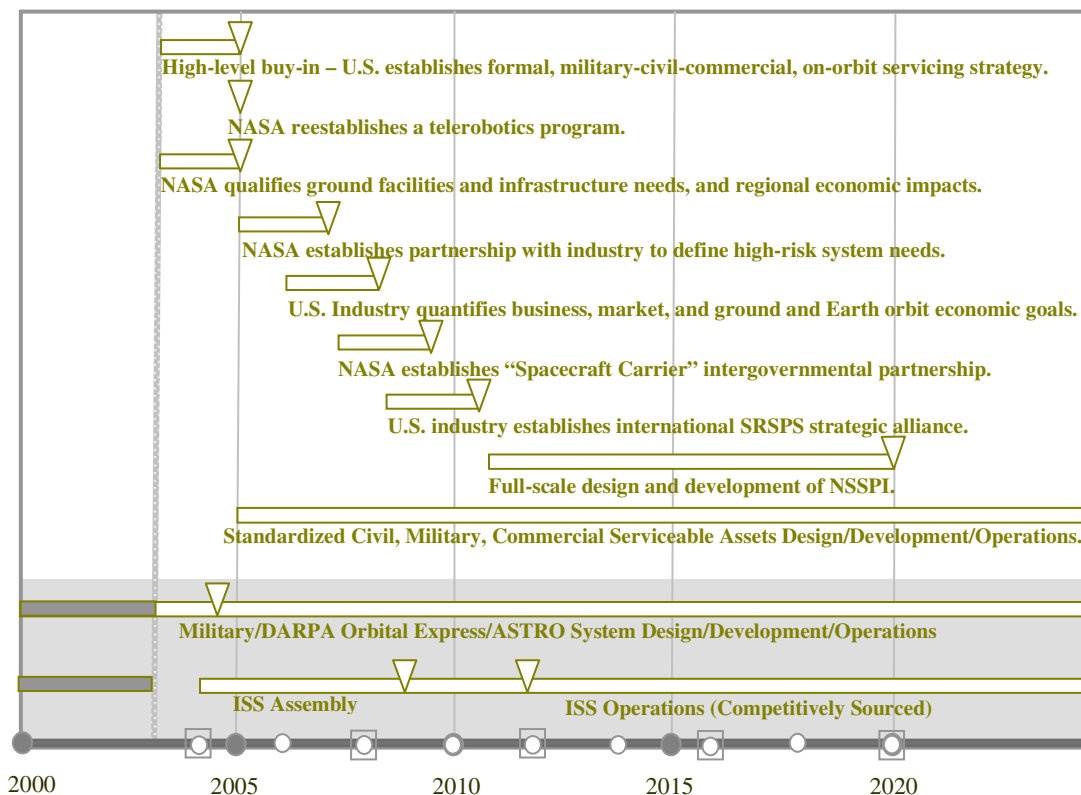 High-level buy-in – U.S. establishes formal, military-civil-commercial, on-orbit servicing strategy.
NASA reestablishes a telerobotics program.
NASA qualifies ground facilities and infrastructure needs, and regional economic impacts.
NASA establishes partnership with industry to define high-risk system needs.
U.S. Industry quantifies business, market, and ground and Earth orbit economic goals.
NASA establishes “Spacecraft Carrier” intergovernmental partnership.
U.S. industry establishes international SRSPS strategic alliance.
Full-scale design and development of NSSPI.
Standardized Civil, Military, Commercial Serviceable Assets Design/Development/Operations.
Military/DARPA Orbital Express/ASTRO System Design/Development/Operations
ISS Assembly
ISS Operations (Competitively Sourced)
2000 2005 2010 2015 2020